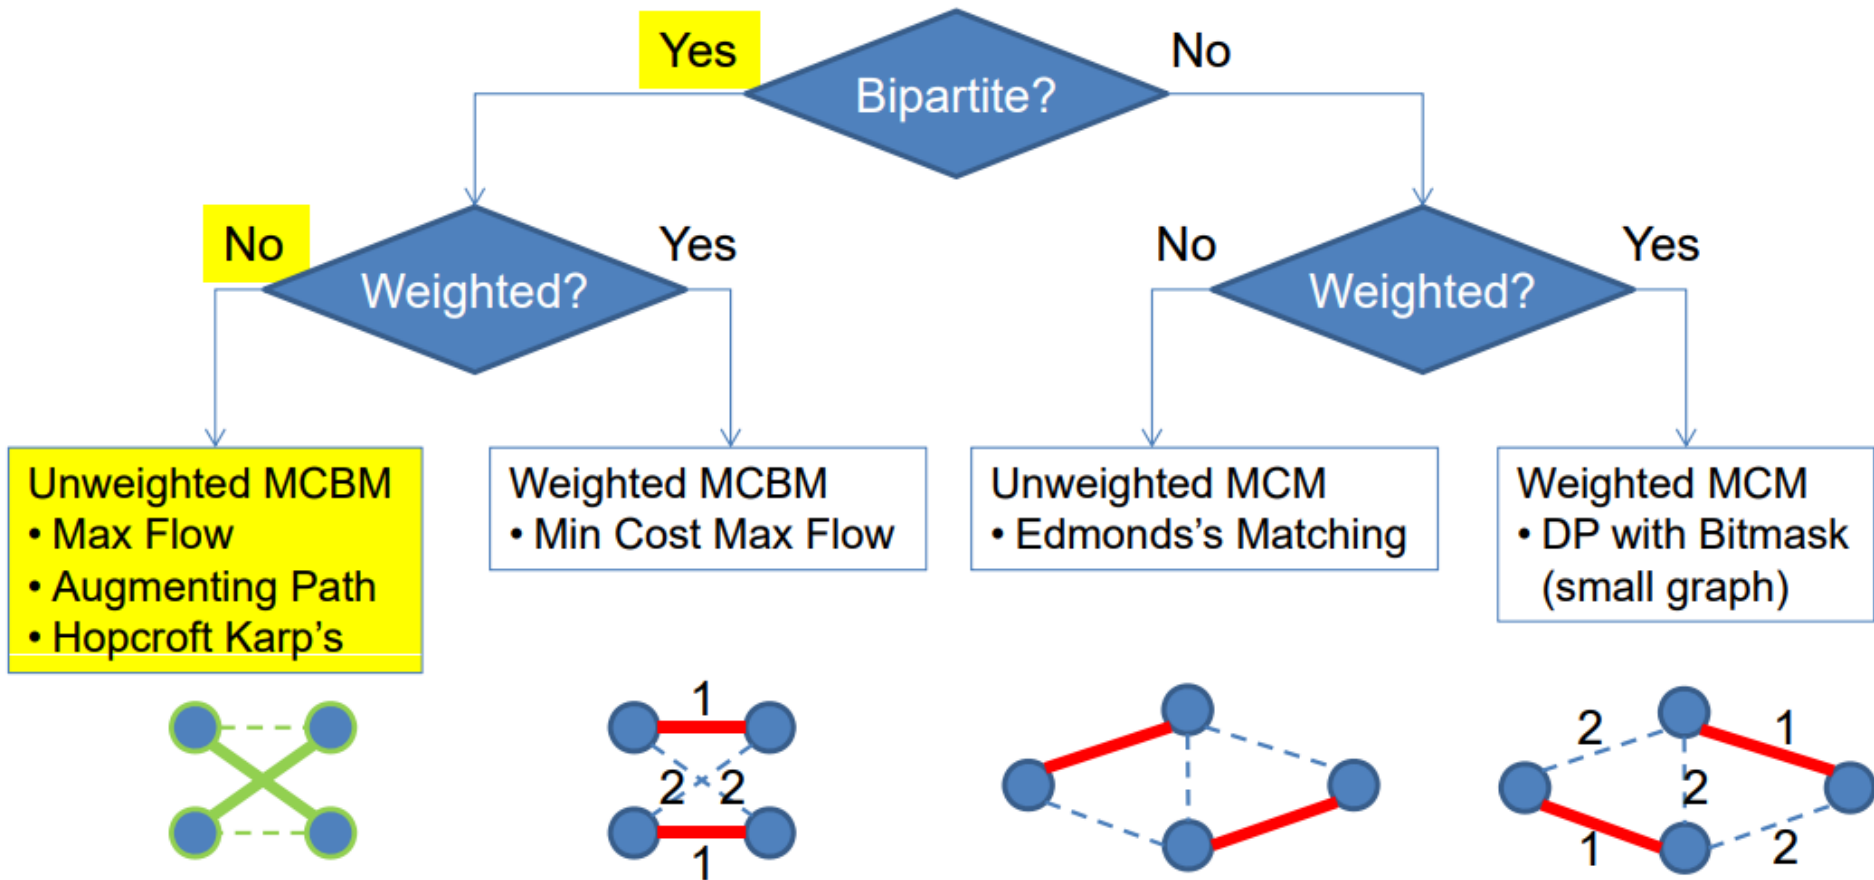 Yes
No
Bipartite?
No
Yes
Weighted?
No
Yes
Weighted?
Unweighted MCBM
• Max Flow
• Augmenting Path
• Hopcroft Karp's
Weighted MCBM
• Min Cost Max Flow
Unweighted MCM
• Edmonds's Matching
Weighted MCM
• DP with Bitmask
(small graph)
1
2 2
1
2 1
2
1 2